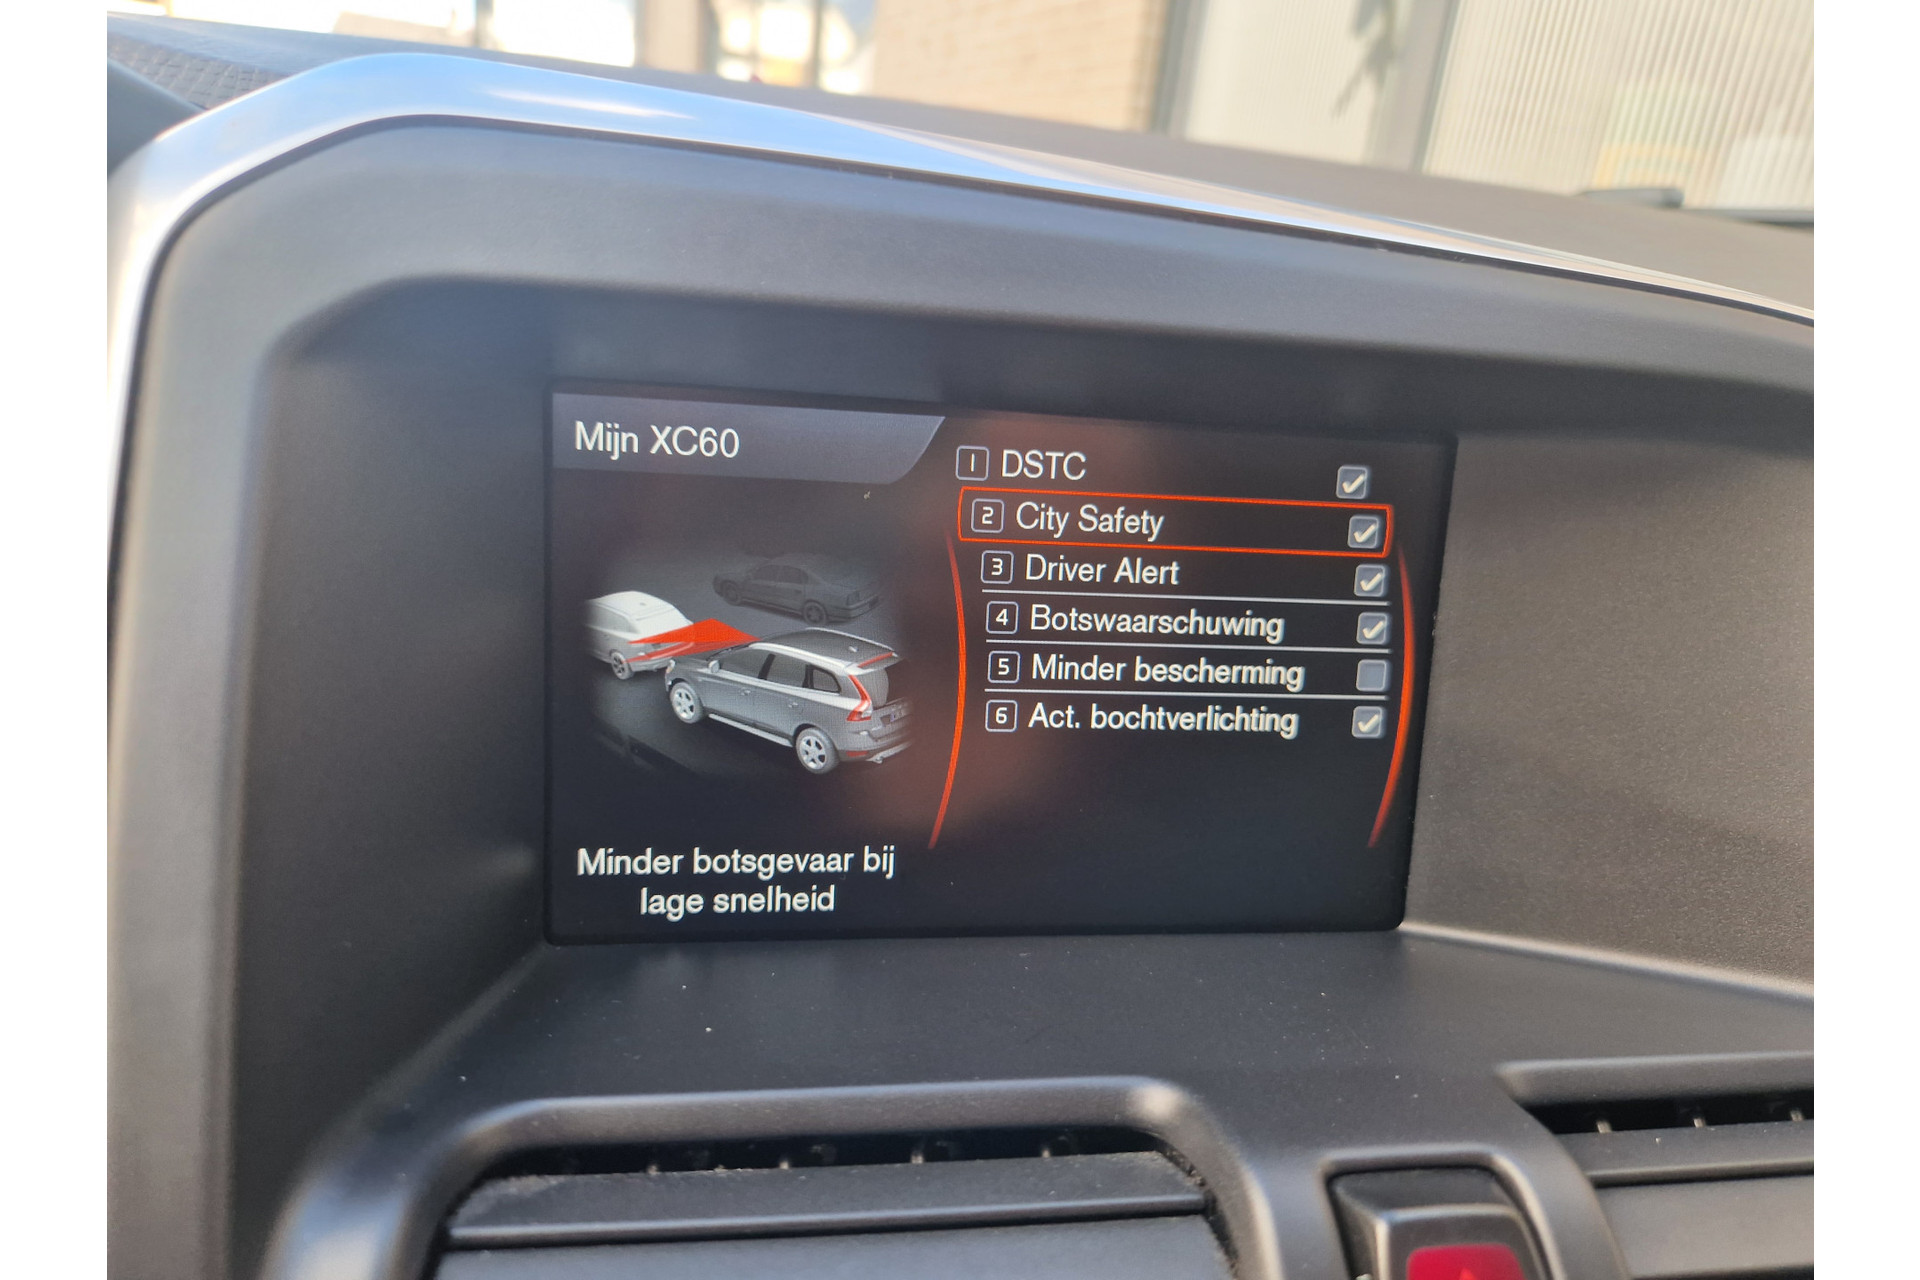 Mijn XC60
1 DSTC
2 City Safety
3 Driver Alert
4 Botswaarschuwing
5 Minder bescherming
6 Act. bochtverlichting
Minder botsgevaar bij
lage snelheid